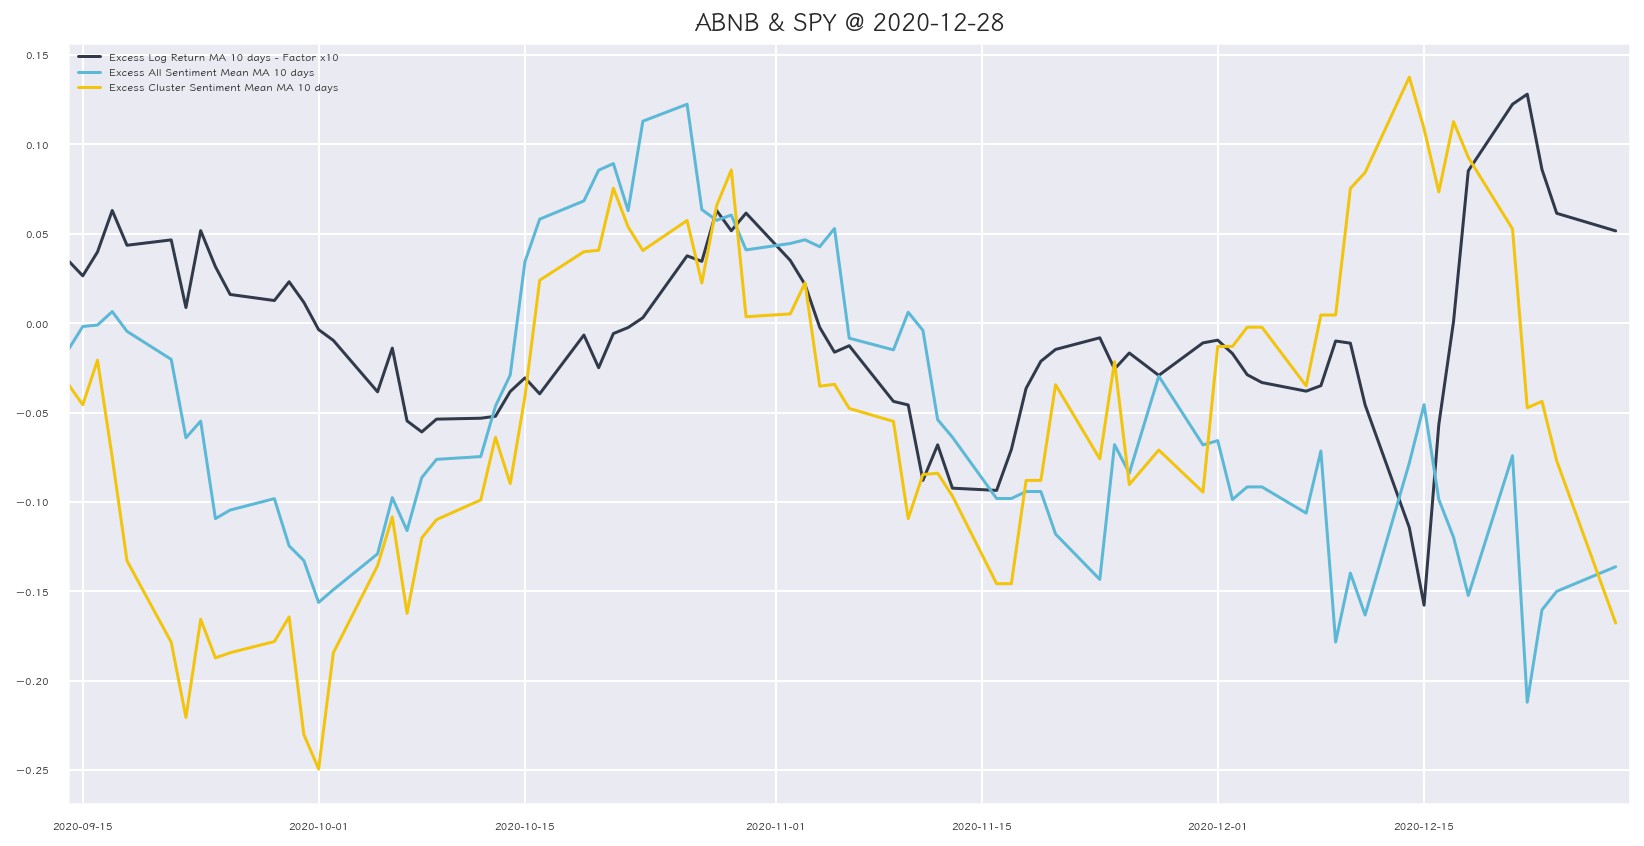 ABNB & SPY @ 2020-12-28
Excess Log Return MA 10 days - Factor x10
Excess All Sentiment Mean MA 10 days
Excess Cluster Sentiment Mean MA 10 days
0.15
0.10
0.05
0.00
−0.05
−0.10
−0.15
−0.20
−0.25
2020-09-15 2020-10-01 2020-10-15 2020-11-01 2020-11-15 2020-12-01 2020-12-15